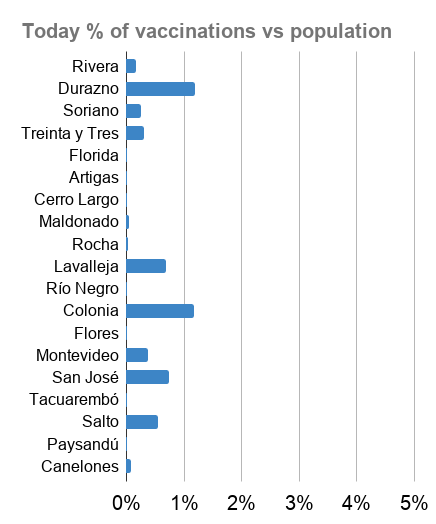 Today % of vaccinations vs population
Rivera
Durazno
Soriano
Treinta y Tres
Florida
Artigas
Cerro Largo
Maldonado
Rocha
Lavalleja
Río Negro
Colonia
Flores
Montevideo
San José
Tacuarembó
Salto
Paysandú
Canelones
0% 1% 2% 3% 4% 5%